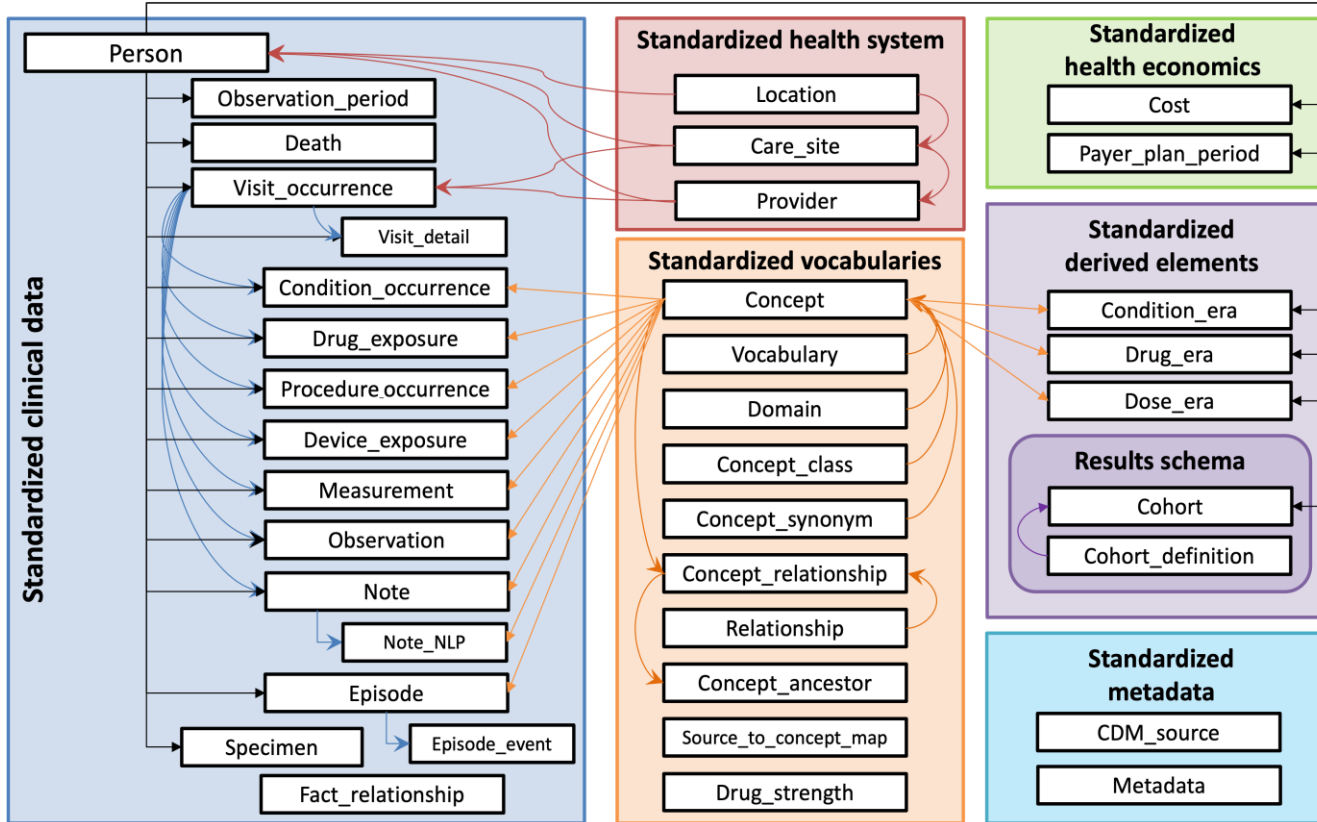 Standardized clinical data
Person
Observation_period
Death
Visit_occurrence
Visit_detail
Condition_occurrence
Drug_exposure
Procedure_occurrence
Device_exposure
Measurement
Observation
Note
Note_NLP
Episode
Specimen
Episode_event
Fact_relationship
Standardized health system
Location
Care_site
Provider
Standardized vocabularies
Concept
Vocabulary
Domain
Concept_class
Concept_synonym
Concept_relationship
Relationship
Concept_ancestor
Source_to_concept_map
Drug_strength
Standardized
health economics
Cost
Payer_plan_period
Standardized
derived elements
Condition_era
Drug_era
Dose_era
Results schema
Cohort
Cohort_definition
Standardized
metadata
CDM_source
Metadata